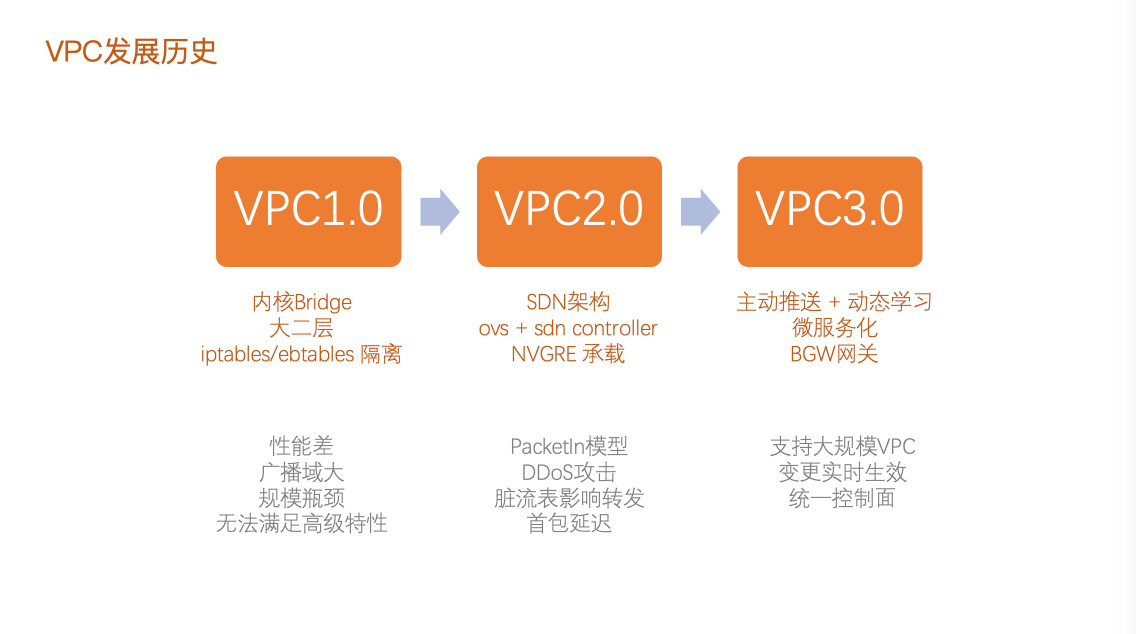 VPC发展历史
VPC1.0
VPC2.0
VPC3.0
内核Bridge
大二层
iptables/ebtables 隔离
SDN架构
ovs + sdn controller
NVGRE 承载
主动推送 + 动态学习
微服务化
BGW网关
性能差
广播域大
规模瓶颈
无法满足高级特性
PacketIn模型
DDoS攻击
脏流表影响转发
首包延迟
支持大规模VPC
变更实时生效
统一控制面